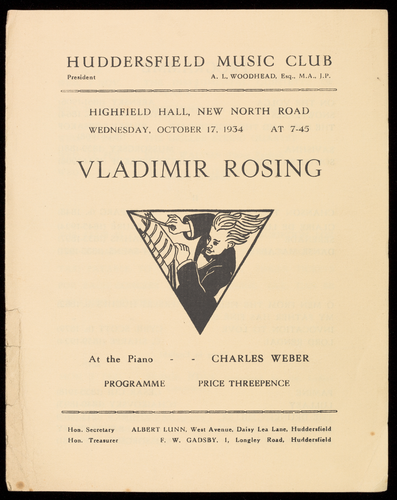 HUDDERSFIELD MUSIC CLUB
President A. L. WOODHEAD, Esq., M.A., J.P.
HIGHFIELD HALL, NEW NORTH ROAD
WEDNESDAY, OCTOBER 17, 1934 AT 7-45
VLADIMIR ROSING
At the Piano - - CHARLES WEBER
PROGRAMME PRICE THREEPENCE
Hon. Secretary ALBERT LUNN, West Avenue, Daisy Lea Lane, Huddersfield
Hon. Treasurer F. W. GADSBY, 1, Longley Road, Huddersfield